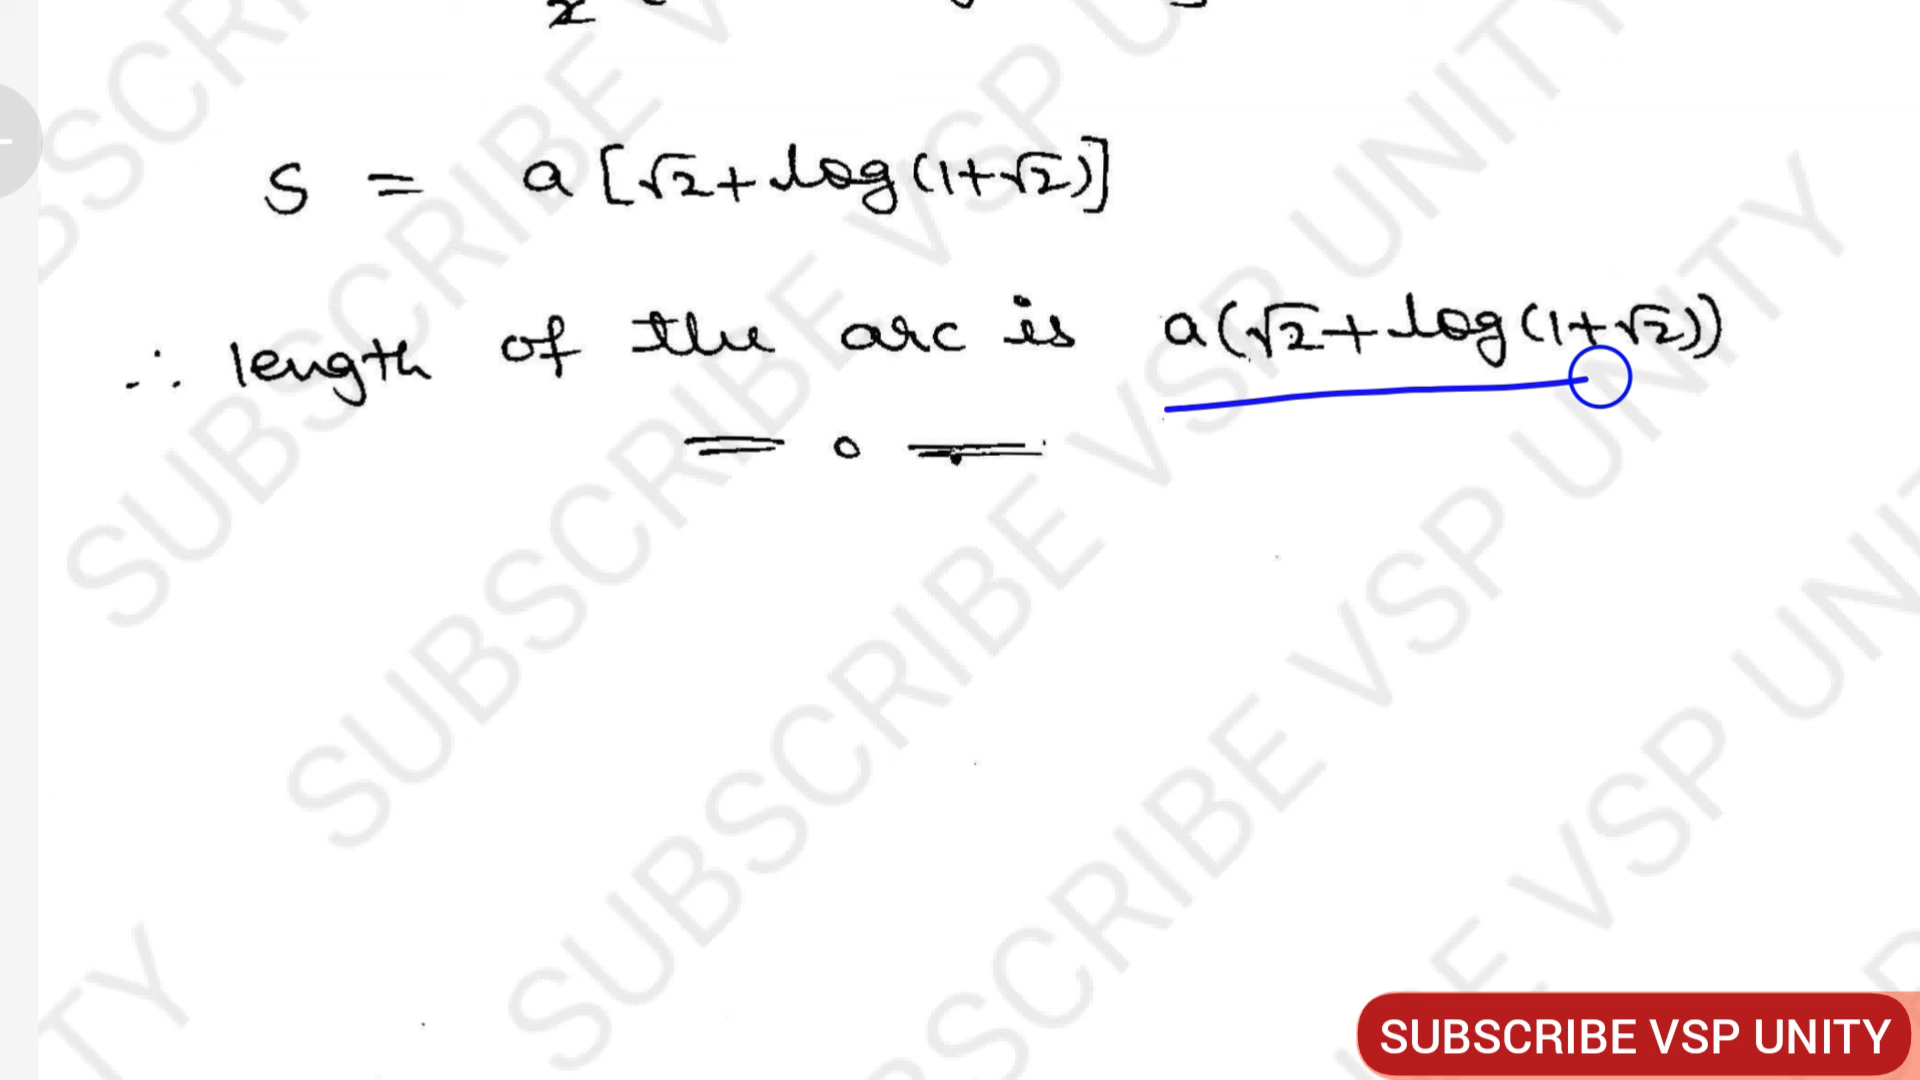 S = a [√2 + log (1+√2)]
∴ length of the arc is a(√2 + log (1+√2))
SUBSCRIBE VSP UNITY